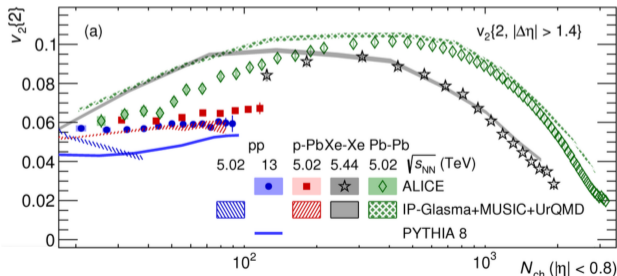 (a)
v₂{2, |Δη| > 1.4}
v₂{2}
0.1
0.08
0.06
0.04
0.02
0
pp p-Pb Xe-Xe Pb-Pb
5.02 13 5.02 5.44 5.02 √sNN (TeV)
ALICE
IP-Glasma+MUSIC+UrQMD
PYTHIA 8
10² 10³
Nch (|η| < 0.8)